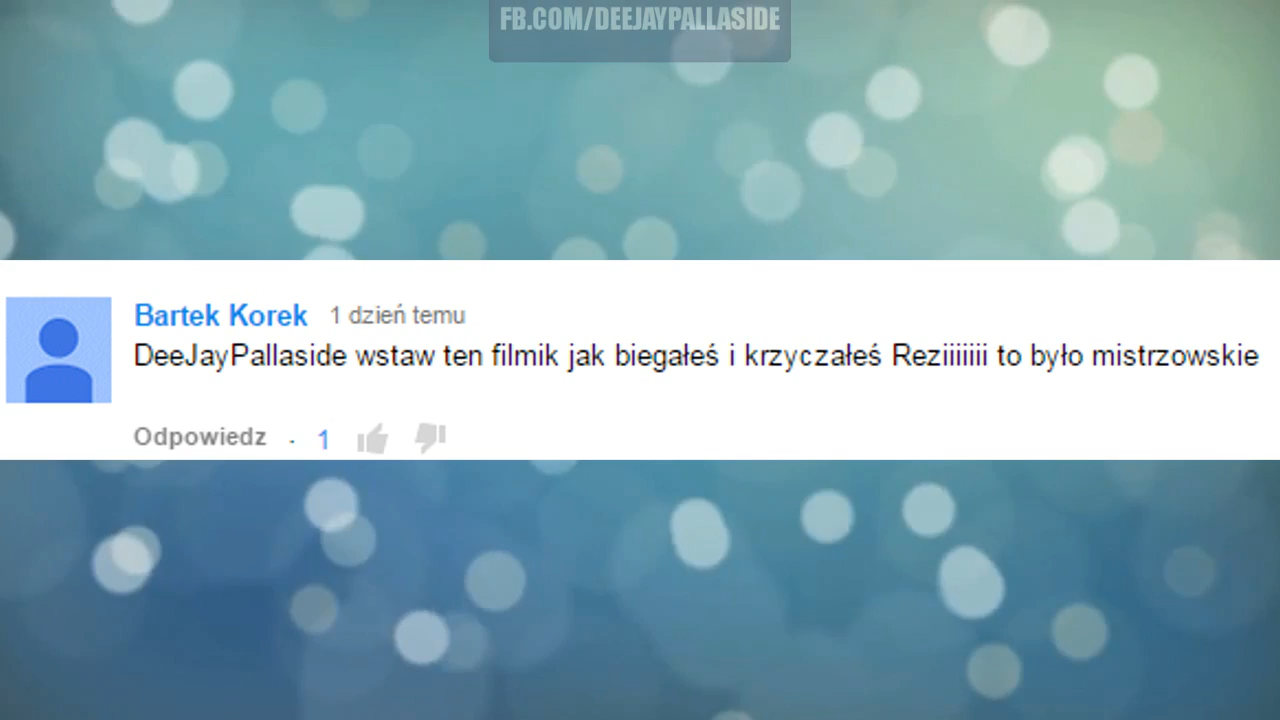 FB.COM/DEEJAYPALLASIDE
Bartek Korek 1 dzień temu
DeeJayPallaside wstaw ten filmik jak biegałeś i krzyczałeś Reziiiiiii to było mistrzowskie
Odpowiedz · 1